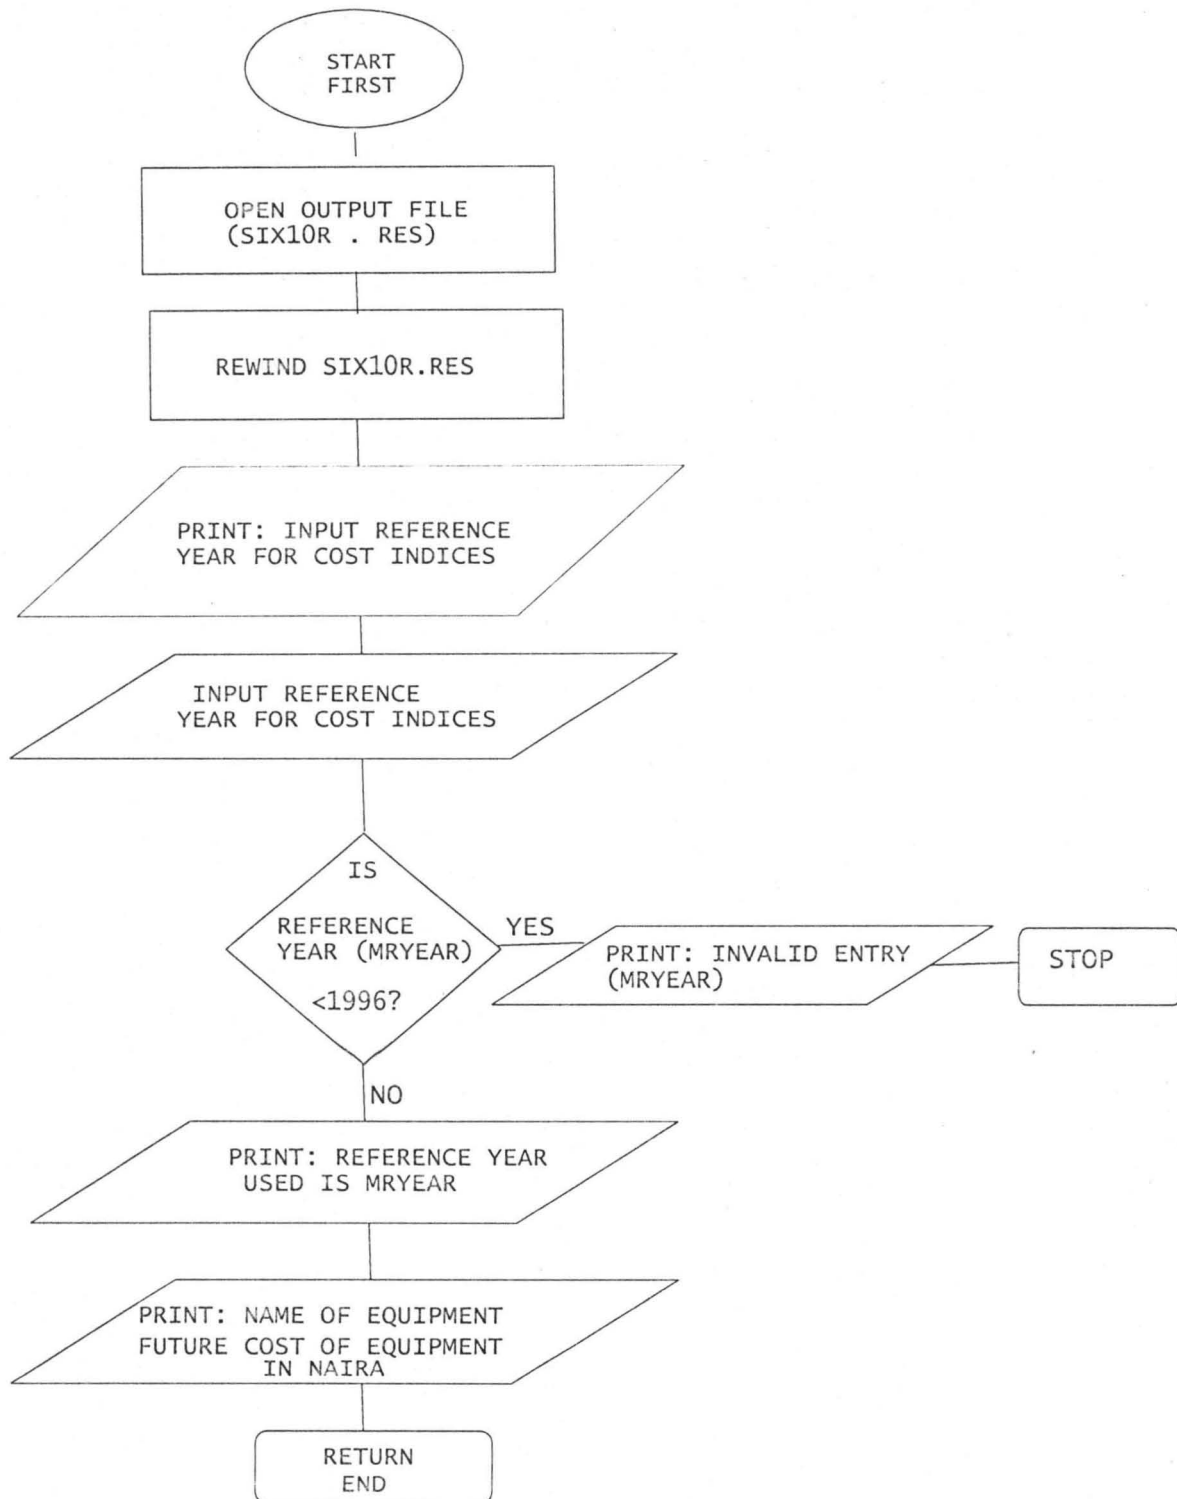 START
FIRST
OPEN OUTPUT FILE
(SIX10R . RES)
REWIND SIX10R.RES
PRINT: INPUT REFERENCE
YEAR FOR COST INDICES
INPUT REFERENCE
YEAR FOR COST INDICES
IS
REFERENCE
YEAR (MRYEAR)
<1996?
YES
PRINT: INVALID ENTRY
(MRYEAR)
STOP
NO
PRINT: REFERENCE YEAR
USED IS MRYEAR
PRINT: NAME OF EQUIPMENT
FUTURE COST OF EQUIPMENT
IN NAIRA
RETURN
END